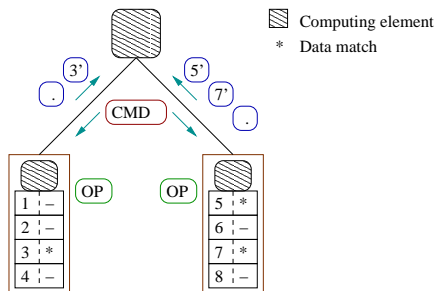 Computing element
* Data match
3’ 5’
. 7’
CMD .
OP OP
1 – 5 *
2 – 6 –
3 * 7 *
4 – 8 –